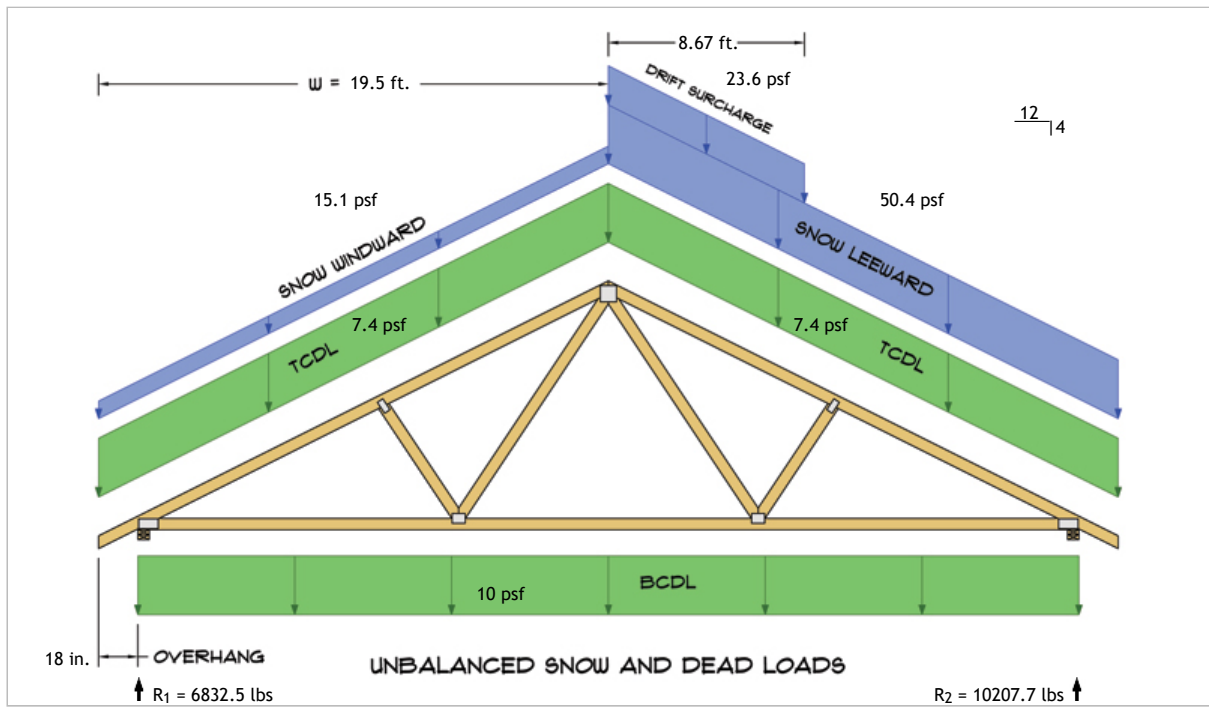 8.67 ft.
DRIFT SURCHARGE
23.6 psf
W = 19.5 ft.
12
4
15.1 psf
50.4 psf
SNOW WINDWARD
SNOW LEEWARD
7.4 psf
7.4 psf
TCDL
TCDL
10 psf
BCDL
18 in.
OVERHANG
UNBALANCED SNOW AND DEAD LOADS
R1 = 6832.5 lbs
R2 = 10207.7 lbs